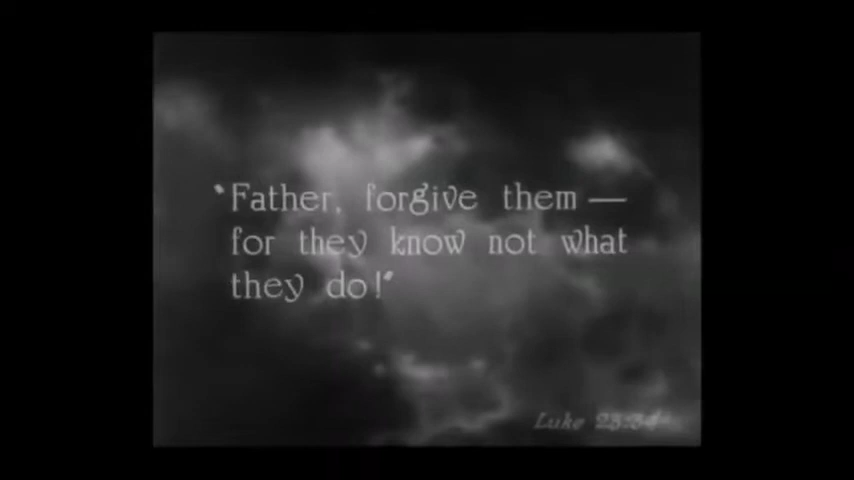 "Father, forgive them —
for they know not what
they do!"
Luke 23:34